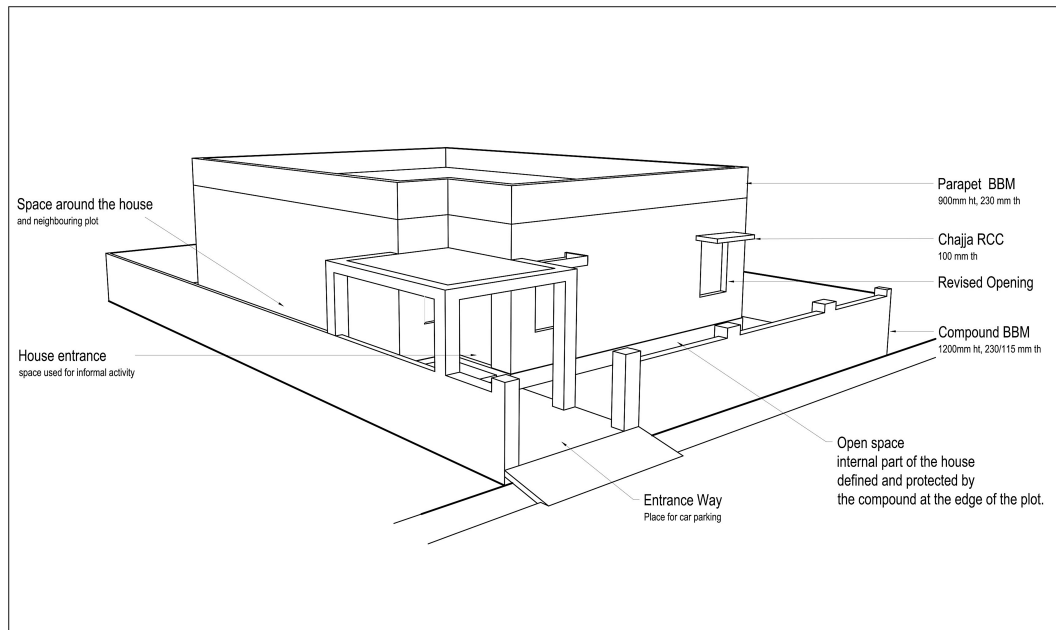 Space around the house
and neighbouring plot
House entrance
space used for informal activity
Parapet BBM
900mm ht, 230 mm th
Chajja RCC
100 mm th
Revised Opening
Compound BBM
1200mm ht, 230/115 mm th
Open space
internal part of the house
defined and protected by
the compound at the edge of the plot.
Entrance Way
Place for car parking